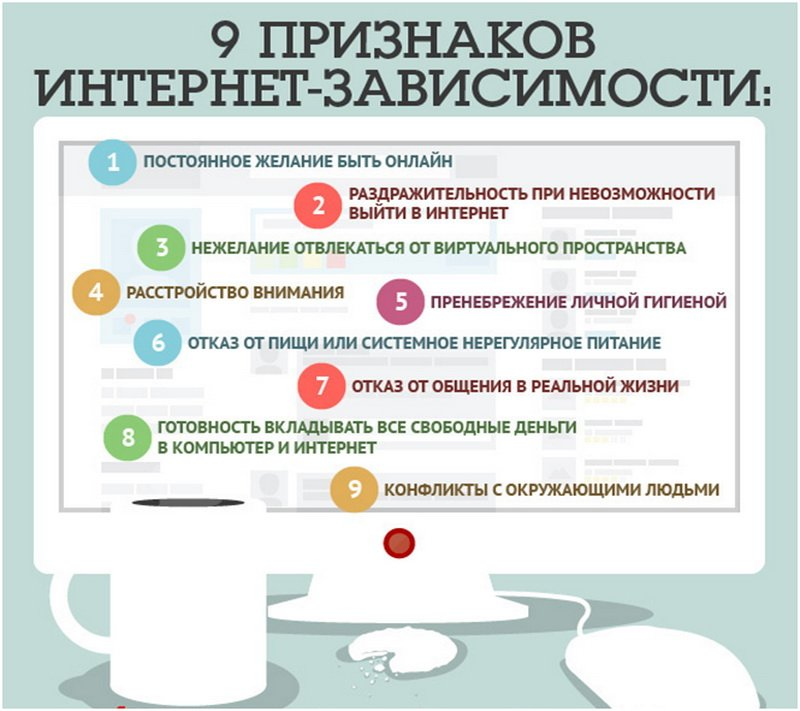 9 ПРИЗНАКОВ
ИНТЕРНЕТ-ЗАВИСИМОСТИ:
1 ПОСТОЯННОЕ ЖЕЛАНИЕ БЫТЬ ОНЛАЙН
2 РАЗДРАЖИТЕЛЬНОСТЬ ПРИ НЕВОЗМОЖНОСТИ
ВЫЙТИ В ИНТЕРНЕТ
3 НЕЖЕЛАНИЕ ОТВЛЕКАТЬСЯ ОТ ВИРТУАЛЬНОГО ПРОСТРАНСТВА
4 РАССТРОЙСТВО ВНИМАНИЯ
5 ПРЕНЕБРЕЖЕНИЕ ЛИЧНОЙ ГИГИЕНОЙ
6 ОТКАЗ ОТ ПИЩИ ИЛИ СИСТЕМНОЕ НЕРЕГУЛЯРНОЕ ПИТАНИЕ
7 ОТКАЗ ОТ ОБЩЕНИЯ В РЕАЛЬНОЙ ЖИЗНИ
8 ГОТОВНОСТЬ ВКЛАДЫВАТЬ ВСЕ СВОБОДНЫЕ ДЕНЬГИ
В КОМПЬЮТЕР И ИНТЕРНЕТ
9 КОНФЛИКТЫ С ОКРУЖАЮЩИМИ ЛЮДЬМИ